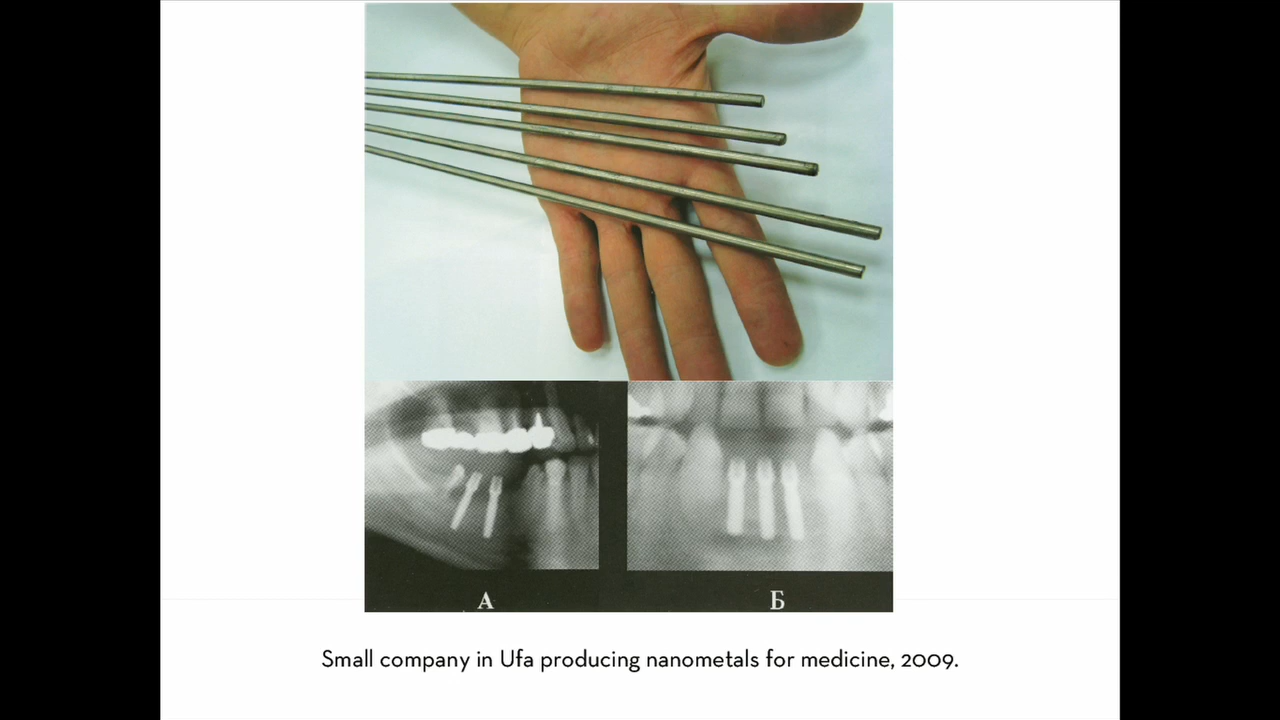 А
Б
Small company in Ufa producing nanometals for medicine, 2009.